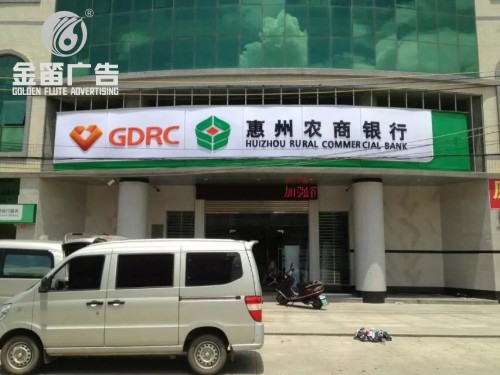 金笛广告
GOLDEN FLUTE ADVERTISING
GDRC
惠州农商银行
HUIZHOU RURAL COMMERCIAL BANK